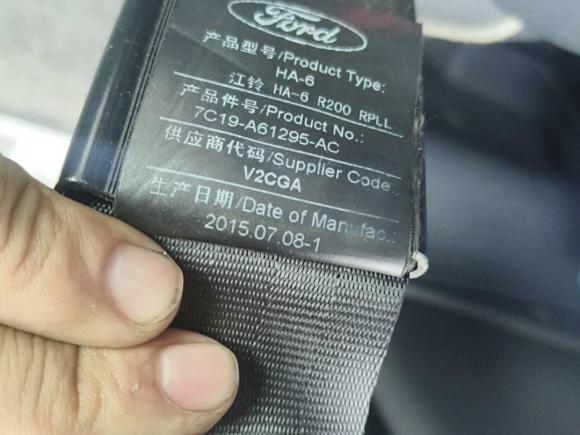 Ford
产品型号/Product Type:
HA-6
江铃 HA-6 R200 RPLL
产品件号/Product No.:
7C19-A61295-AC
供应商代码/Supplier Code:
V2CGA
生产日期/Date of Manufac.:
2015.07.08-1